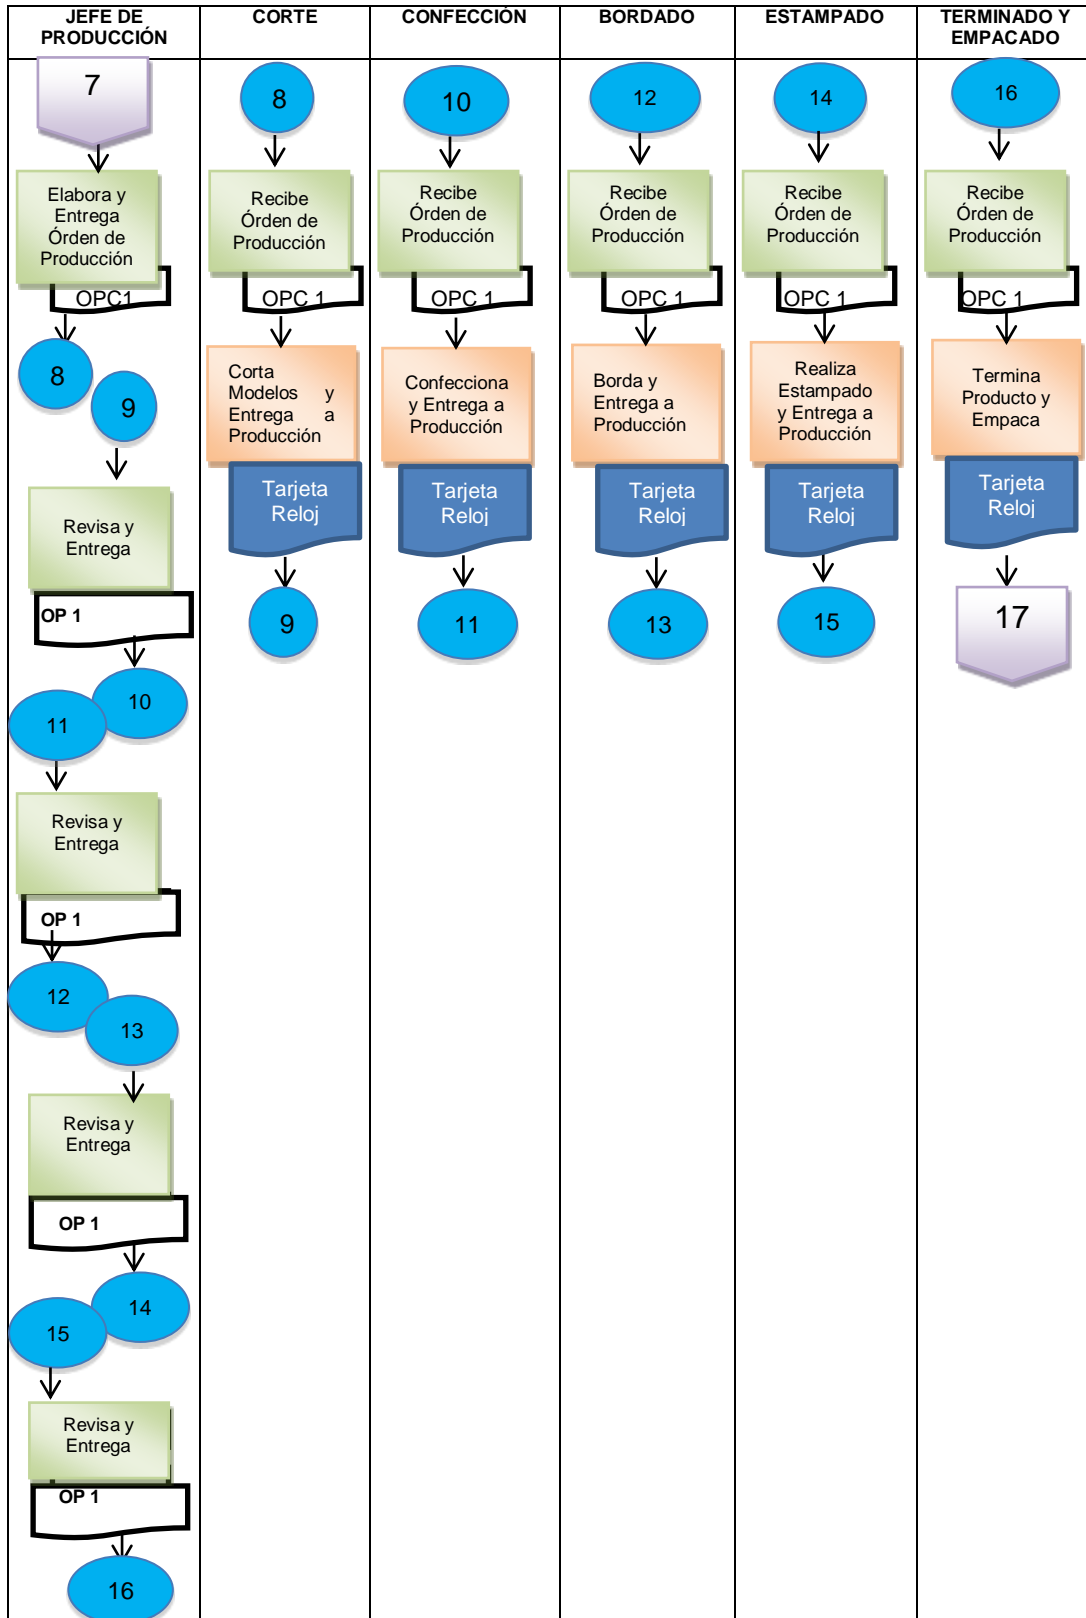 JEFE DE
PRODUCCIÓN
CORTE
CONFECCIÓN
BORDADO
ESTAMPADO
TERMINADO Y
EMPACADO
7
Elabora y
Entrega
Órden de
Producción
OPC1
8
9
Revisa y
Entrega
OP 1
10
11
Revisa y
Entrega
OP 1
12
13
Revisa y
Entrega
OP 1
14
15
Revisa y
Entrega
OP 1
16
8
Recibe
Órden de
Producción
OPC 1
Corta
Modelos y
Entrega a
Producción
Tarjeta
Reloj
9
10
Recibe
Órden de
Producción
OPC 1
Confecciona
y Entrega a
Producción
Tarjeta
Reloj
11
12
Recibe
Órden de
Producción
OPC 1
Borda y
Entrega a
Producción
Tarjeta
Reloj
13
14
Recibe
Órden de
Producción
OPC 1
Realiza
Estampado
y Entrega a
Producción
Tarjeta
Reloj
15
16
Recibe
Órden de
Producción
OPC 1
Termina
Producto y
Empaca
Tarjeta
Reloj
17